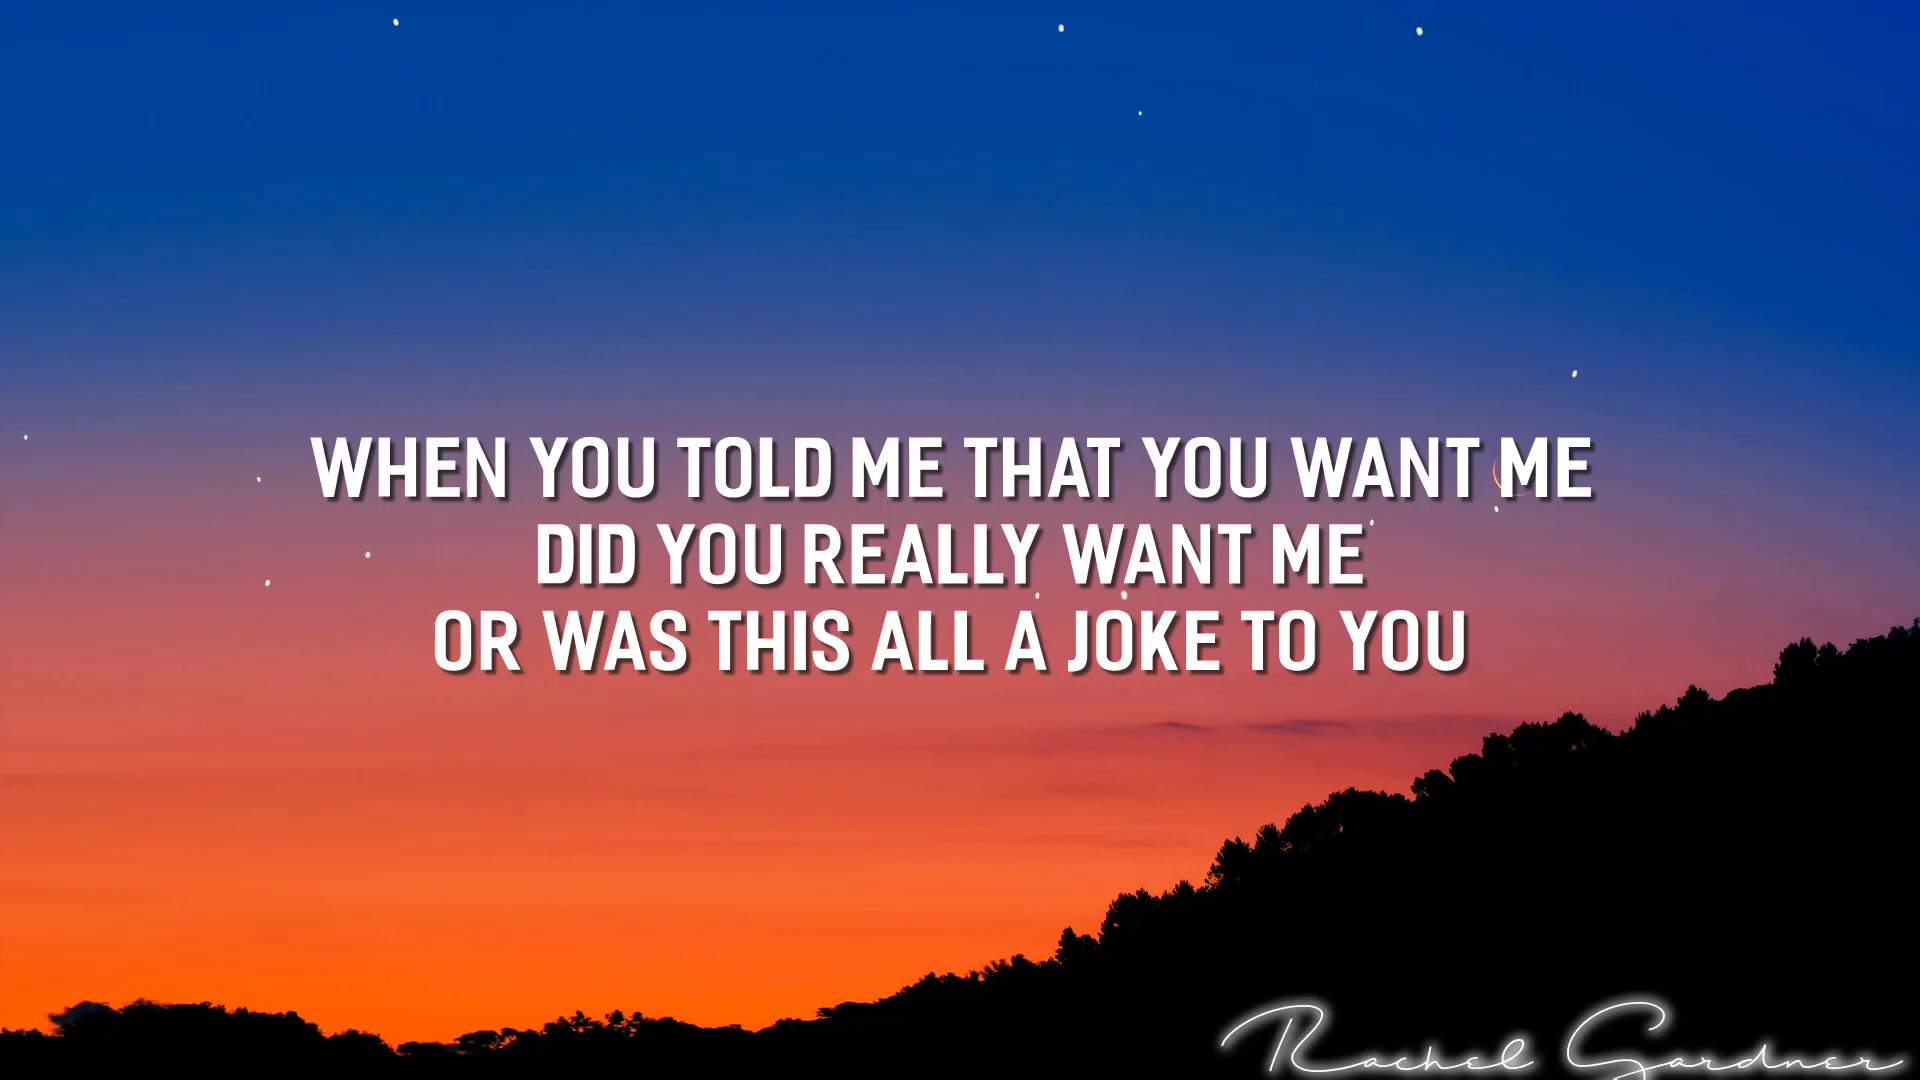 WHEN YOU TOLD ME THAT YOU WANT ME
DID YOU REALLY WANT ME
OR WAS THIS ALL A JOKE TO YOU
Rachel Gardner